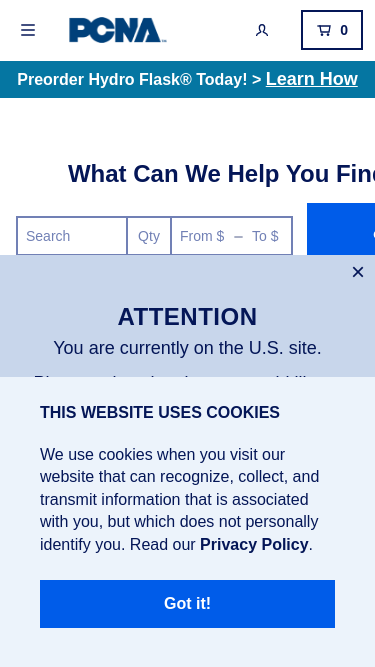 PCNA
0
Preorder Hydro Flask® Today! > Learn How
What Can We Help You Find
Search Qty From $ – To $
ATTENTION
You are currently on the U.S. site.
THIS WEBSITE USES COOKIES
We use cookies when you visit our
website that can recognize, collect, and
transmit information that is associated
with you, but which does not personally
identify you. Read our Privacy Policy.
Got it!